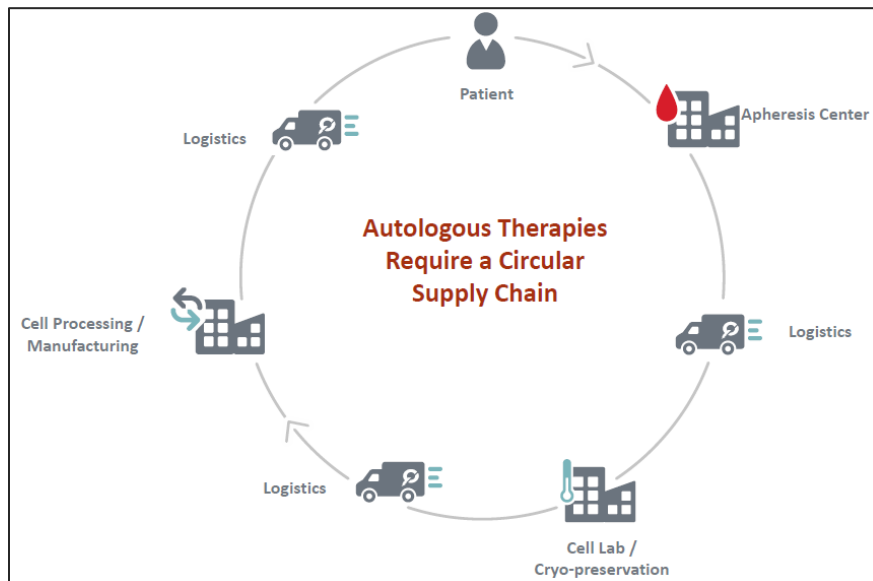 Patient
Apheresis Center
Logistics
Autologous Therapies
Require a Circular
Supply Chain
Logistics
Cell Processing /
Manufacturing
Logistics
Cell Lab /
Cryo-preservation